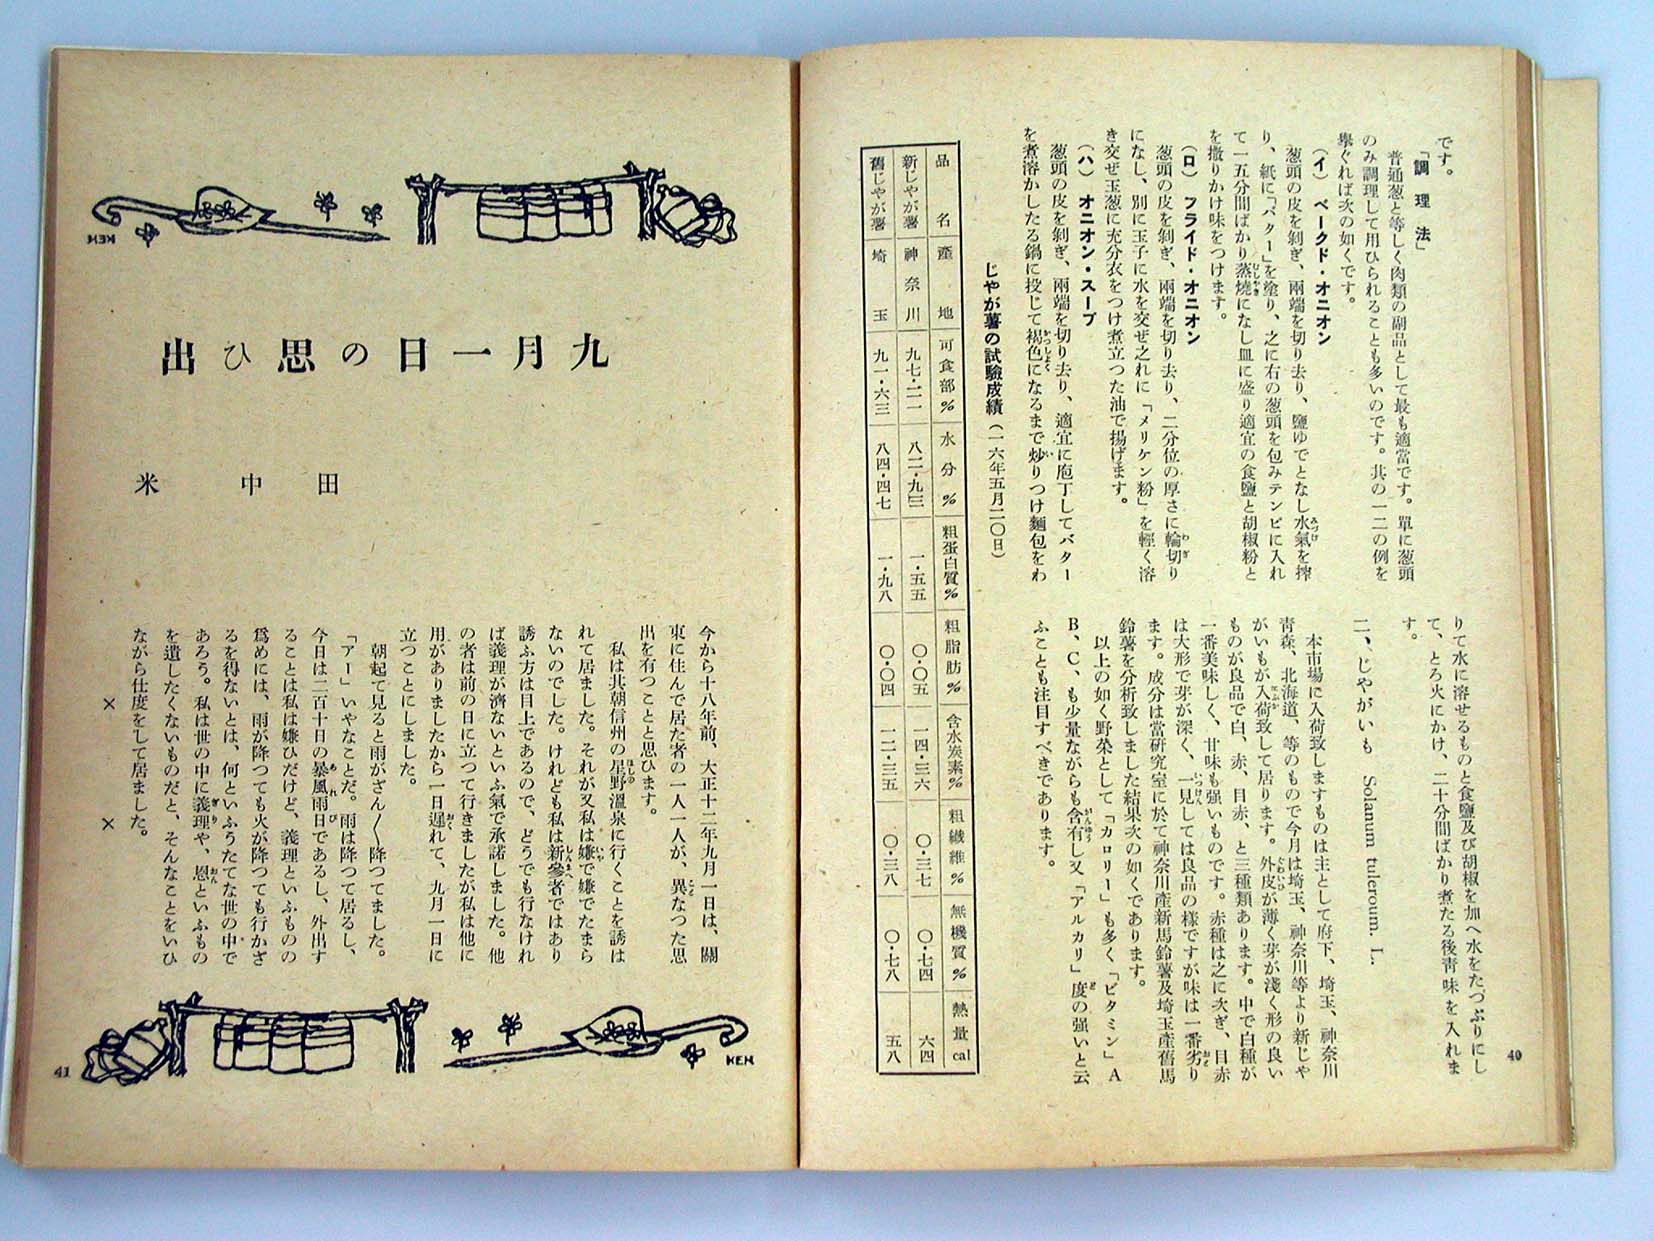 です。
「調理法」
普通葱と等しく肉類の副品として最も適當です。單に葱頭
のみ調理して用ひられることも多いのです。其の一二の例を
擧ぐれば次の如くです。
(イ) ベークド・オニオン
葱頭の皮を剝ぎ、兩端を切り去り、鹽ゆでとなし水氣を搾
り、紙に「バター」を塗り、之に右の葱頭を包みテンピに入れ
て一五分間ばかり蒸燒になし皿に盛り適宜の食鹽と胡椒粉と
を撒りかけ味をつけます。
(ロ) フライド・オニオン
葱頭の皮を剝ぎ、兩端を切り去り、二分位の厚さに輪切り
になし、別に玉子に水を交ぜ之れに「メリケン粉」を輕く溶
き交ぜ玉葱に充分衣をつけ煮立つた油で揚げます。
(ハ) オニオン・スープ
葱頭の皮を剝ぎ、兩端を切り去り、適宜に庖丁してバター
を煮溶かしたる鍋に投じて褐色になるまで炒りつけ麵包をわ
りて水に溶せるものと食鹽及び胡椒を加へ水をたつぷりにし
て、とろ火にかけ、二十分間ばかり煮たる後靑味を入れま
す。
二、じやがいも Solanum tuleroum. L.
本市場に入荷致しますものは主として府下、埼玉、神奈川
靑森、北海道、等のもので今月は埼玉、神奈川等より新じや
がいもが入荷致して居ります。外皮が薄く芽が淺く形の良い
ものが良品で白、赤、目赤、と三種類あります。中で白種が
一番美味しく、甘味も强いものです。赤種は之に次ぎ、目赤
は大形で芽が深く、一見しては良品の樣ですが味は一番劣り
ます。成分は當硏究室に於て神奈川產新馬鈴薯及埼玉產舊馬
鈴薯を分析致しました結果次の如くであります。
以上の如く野菜として「カロリー」も多く「ビタミン」A
B、C、も少量ながらも含有し又「アルカリ」度の强いと云
ふことも注目すべきであります。
じやが薯の試驗成績(一六年五月二〇日)
品名 產地 可食部% 水分% 粗蛋白質% 粗脂肪% 含水炭素% 粗纎維% 無機質% 熱量cal
新じやが薯 神奈川 九七・二一 八二・九三 一・五五 〇・〇五 一四・三六 〇・三七 〇・七四 六四
舊じやが薯 埼玉 九一・六三 八四・四七 一・九八 〇・〇四 一二・三五 〇・三八 〇・七八 五八
40
KEM
九月一日の思ひ出
田中米
今から十八年前、大正十二年九月一日は、關
東に住んで居た者の一人一人が、異なつた思
出を有つことと思ひます。
私は其朝信州の星野溫泉に行くことを誘は
れて居ました。それが又私は嫌で嫌でたまら
ないのでした。けれども私は新參者ではあり
誘ふ方は目上であるので、どうでも行なけれ
ば義理が濟ないといふ氣で承諾しました。他
の者は前の日に立つて行きましたが私は他に
用がありましたから一日遲れて、九月一日に
立つことにしました。
朝起て見ると雨がざん〳〵降つてました。
「アー」いやなことだ。雨は降つて居るし、
今日は二百十日の暴風雨日であるし、外出す
ることは私は嫌ひだけど、義理といふものの
爲めには、雨が降つても火が降つても行かざ
るを得ないとは、何といふうたてな世の中で
あろう。私は世の中に義理や、恩といふもの
を遺したくないものだと、そんなことをいひ
ながら仕度をして居ました。
× ×
KEM
41